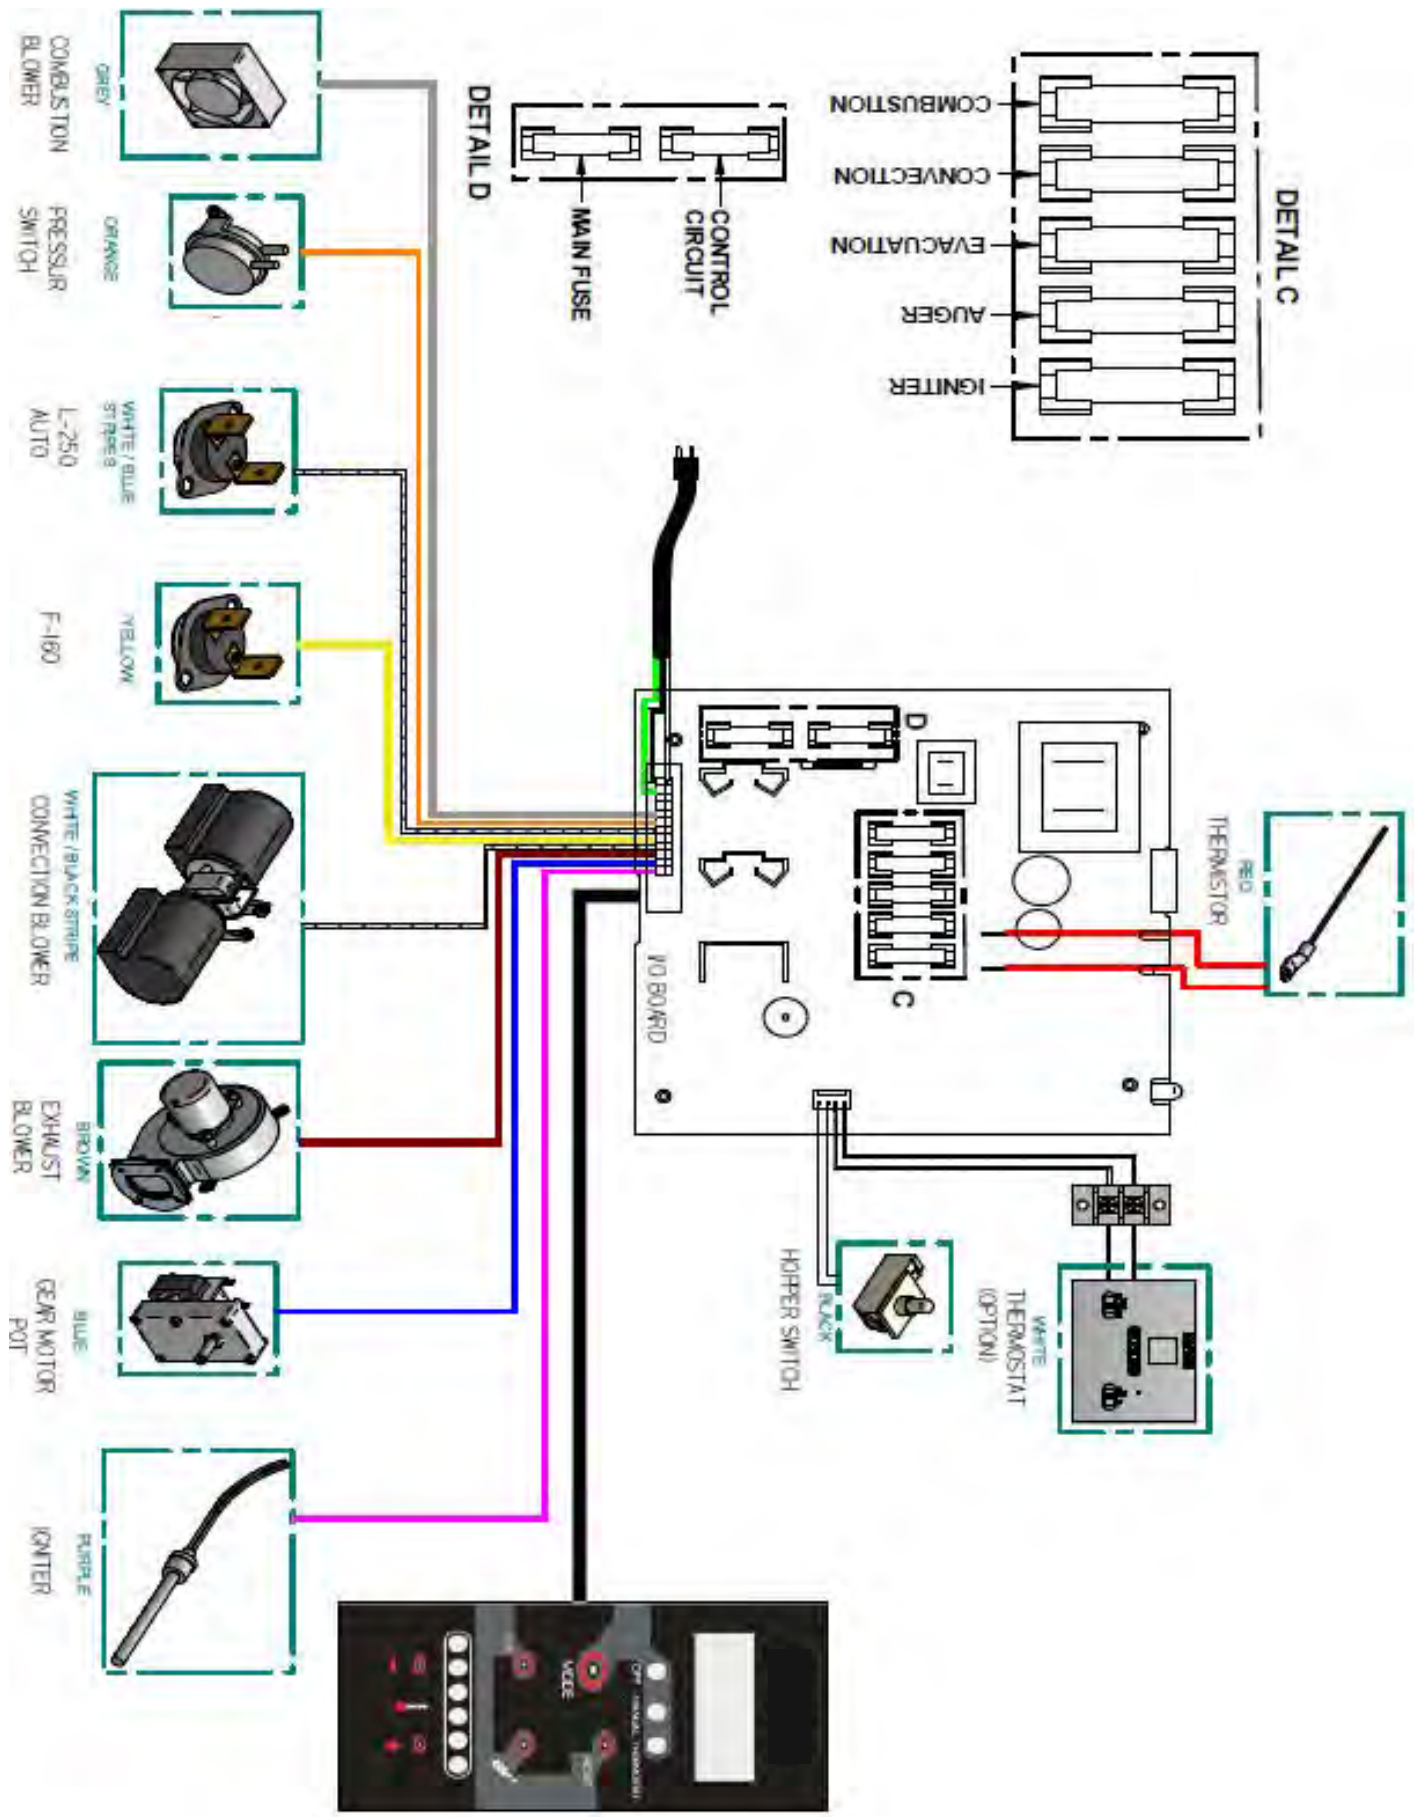 GREY
COMBUSTION
BLOWER
ORANGE
PRESSUR
SWITCH
WHITE / BLUE
STRIPES
L-250
AUTO
YELLOW
F-160
WHITE / BLACK STRIPE
CONVECTION BLOWER
BROWN
EXHAUST
BLOWER
BLUE
GEAR MOTOR
POT
PURPLE
IGNITER
DETAIL D
MAIN FUSE
CONTROL
CIRCUIT
DETAIL C
COMBUSTION
CONVECTION
EVACUATION
AUGER
IGNITER
D
C
I/O BOARD
RED
THERMISTOR
BLACK
HOPPER SWITCH
WHITE
THERMOSTAT
(OPTION)
MODE
OFF